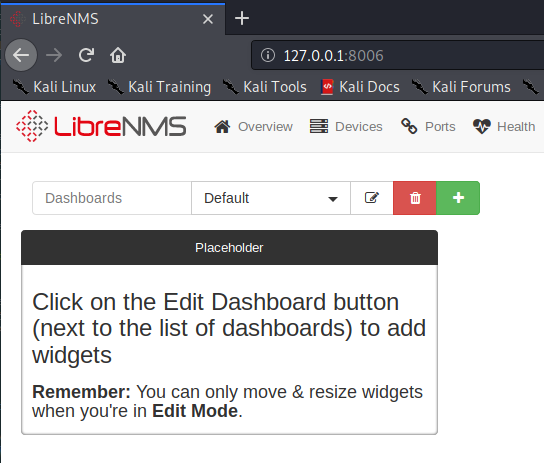 LibreNMS
127.0.0.1:8006
Kali Linux Kali Training Kali Tools Kali Docs Kali Forums
LibreNMS Overview Devices Ports Health
Dashboards Default
Placeholder
Click on the Edit Dashboard button
(next to the list of dashboards) to add
widgets
Remember: You can only move & resize widgets
when you're in Edit Mode.